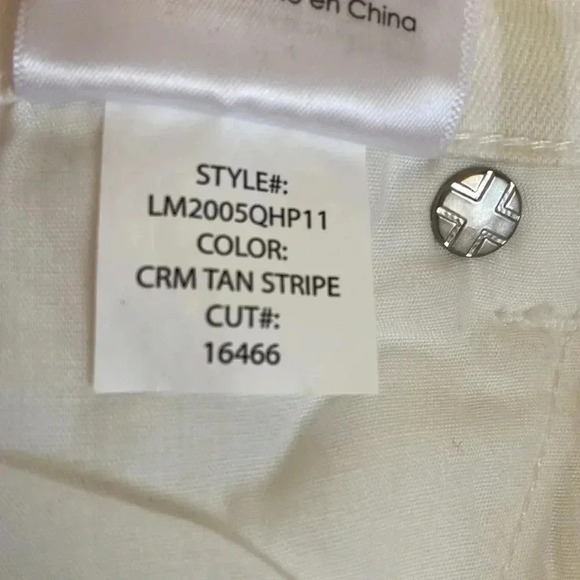 en China
STYLE#:
LM2005QHP11
COLOR:
CRM TAN STRIPE
CUT#:
16466